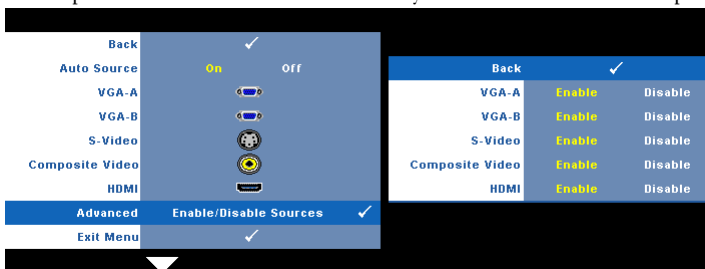 Back
Auto Source On Off
VGA-A
VGA-B
S-Video
Composite Video
HDMI
Advanced Enable/Disable Sources
Exit Menu
Back
VGA-A Enable Disable
VGA-B Enable Disable
S-Video Enable Disable
Composite Video Enable Disable
HDMI Enable Disable